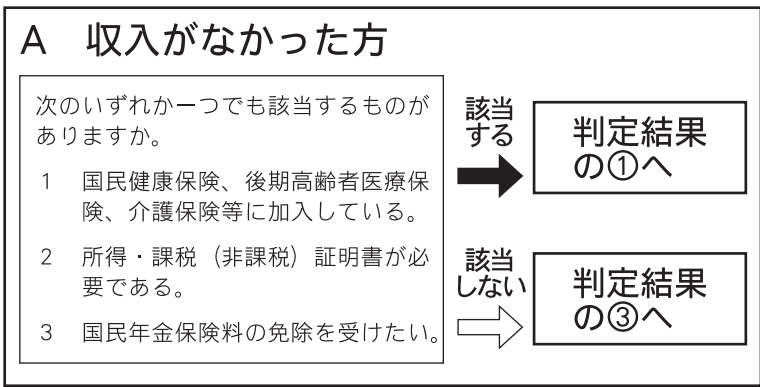 A　収入がなかった方
次のいずれか一つでも該当するものが
ありますか。
1　国民健康保険、後期高齢者医療保
険、介護保険等に加入している。
2　所得・課税（非課税）証明書が必
要である。
3　国民年金保険料の免除を受けたい。
該当
する
判定結果
の①へ
該当
しない
判定結果
の③へ